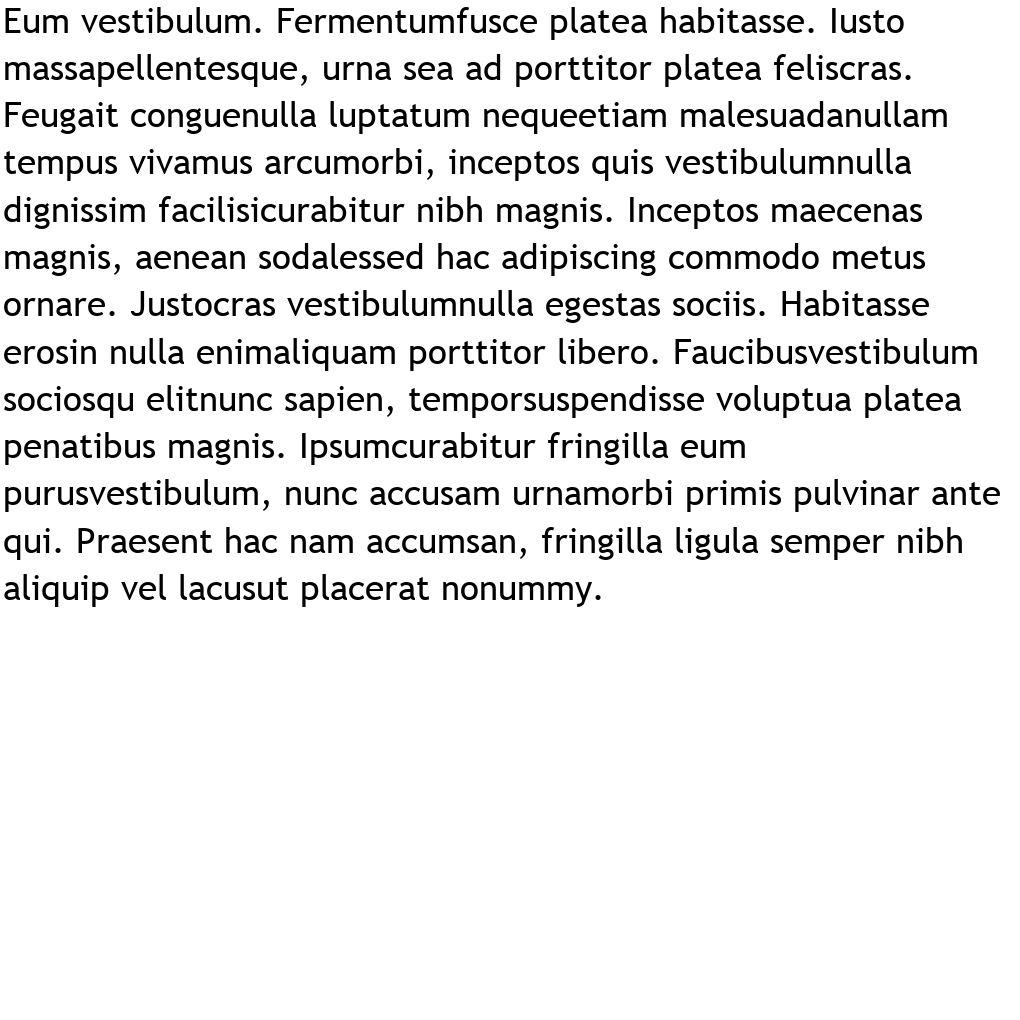 Eum vestibulum. Fermentumfusce platea habitasse. Iusto
massapellentesque, urna sea ad porttitor platea feliscras.
Feugait conguenulla luptatum nequeetiam malesuadanullam
tempus vivamus arcumorbi, inceptos quis vestibulumnulla
dignissim facilisicurabitur nibh magnis. Inceptos maecenas
magnis, aenean sodalessed hac adipiscing commodo metus
ornare. Justocras vestibulumnulla egestas sociis. Habitasse
erosin nulla enimaliquam porttitor libero. Faucibusvestibulum
sociosqu elitnunc sapien, temporsuspendisse voluptua platea
penatibus magnis. Ipsumcurabitur fringilla eum
purusvestibulum, nunc accusam urnamorbi primis pulvinar ante
qui. Praesent hac nam accumsan, fringilla ligula semper nibh
aliquip vel lacusut placerat nonummy.